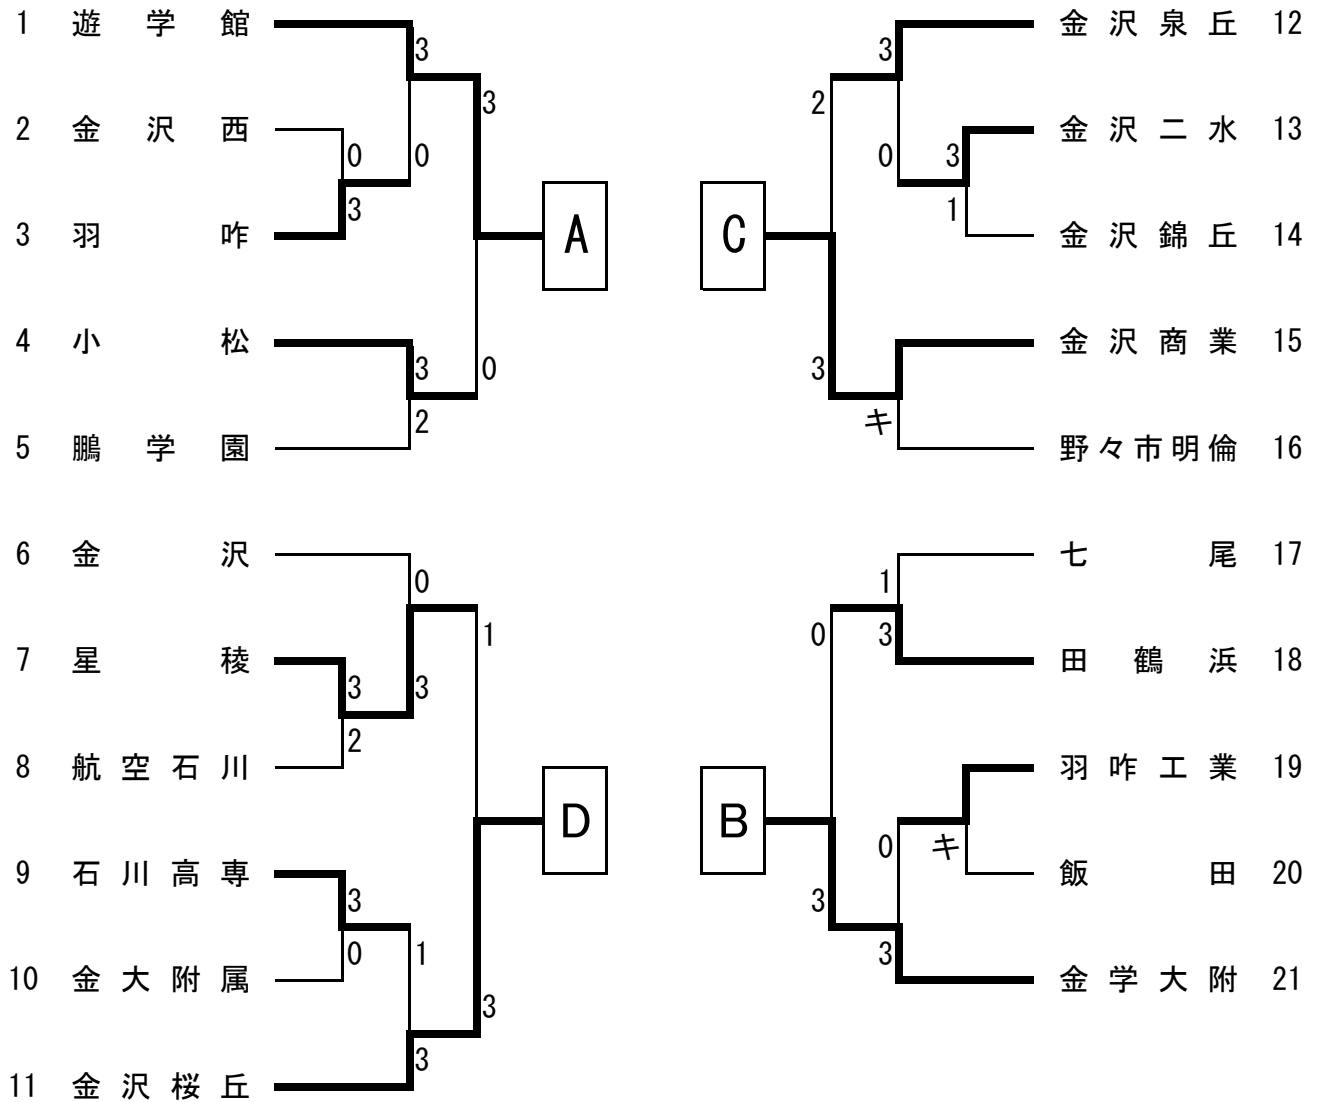 1 遊学館
3
2 金沢西
0
0
3
3 羽咋
3
A
4 小松
3
0
2
5 鵬学園
6 金沢
0
1
7 星稜
3
3
2
8 航空石川
D
9 石川高専
3
0
1
10 金大附属
3
3
11 金沢桜丘
金沢泉丘 12
3
2
金沢二水 13
0
3
1
C
金沢錦丘 14
金沢商業 15
3
キ
野々市明倫 16
七尾 17
1
0
3
田鶴浜 18
羽咋工業 19
B
0
キ
飯田 20
3
3
金学大附 21